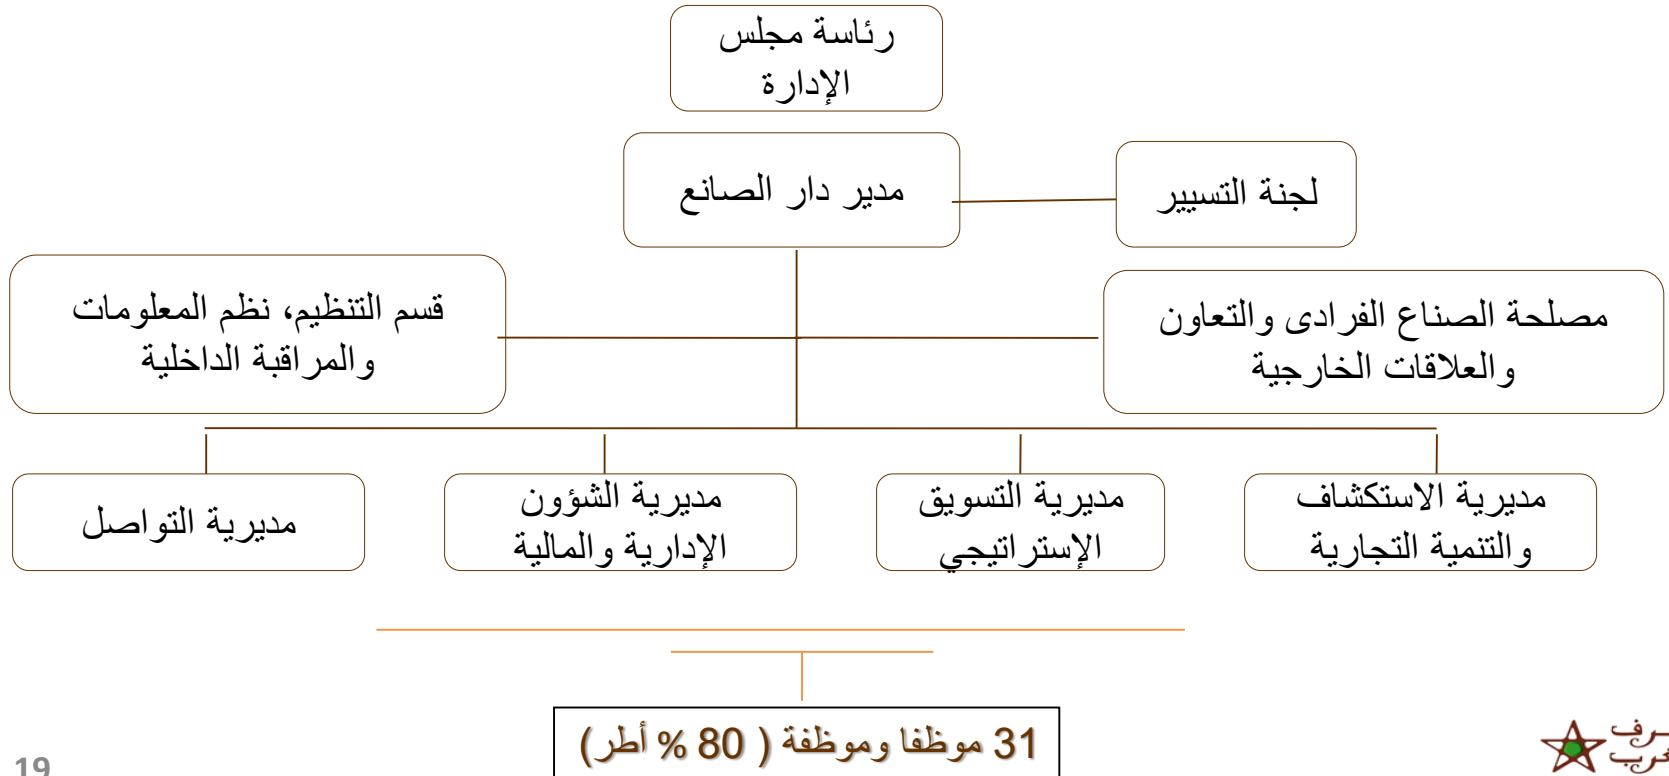 رئاسة مجلس
الإدارة
مدير دار الصانع
لجنة التسيير
مصلحة الصناع الفرادى والتعاون
والعلاقات الخارجية
قسم التنظيم، نظم المعلومات
والمراقبة الداخلية
مديرية الاستكشاف
والتنمية التجارية
مديرية التسويق
الإستراتيجي
مديرية الشؤون
الإدارية والمالية
مديرية التواصل
31 موظفا وموظفة ( 80 % أطر)
19